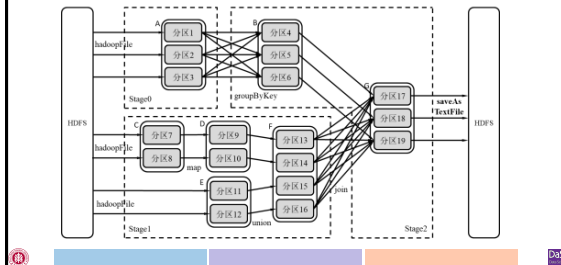 HDFS
hadoopFile
hadoopFile
hadoopFile
A
分区1
分区2
分区3
Stage0
B
分区4
分区5
分区6
groupByKey
C
分区7
分区8
map
D
分区9
分区10
E
分区11
分区12
union
F
分区13
分区14
分区15
分区16
join
Stage1
G
分区17
分区18
分区19
Stage2
saveAs
TextFile
HDFS